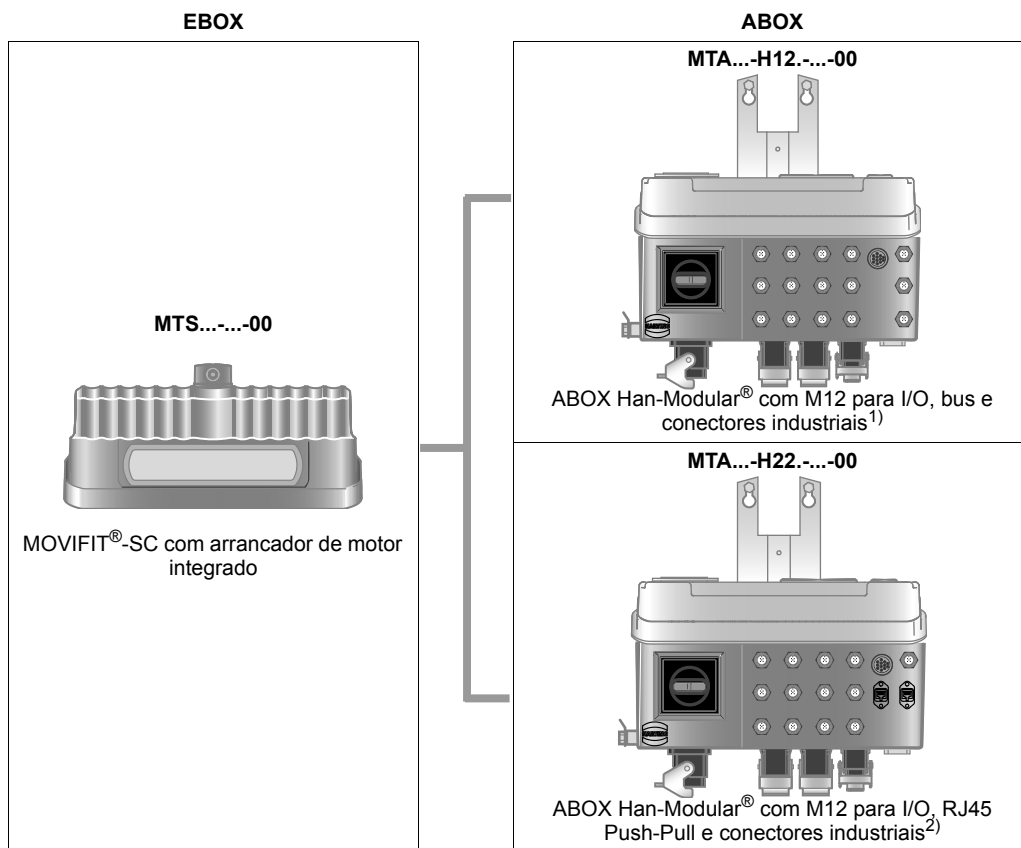 EBOX
ABOX
MTS...-...-00
MOVIFIT®-SC com arrancador de motor
integrado
MTA...-H12.-...-00
ABOX Han-Modular® com M12 para I/O, bus e
conectores industriais1)
MTA...-H22.-...-00
ABOX Han-Modular® com M12 para I/O, RJ45
Push-Pull e conectores industriais2)